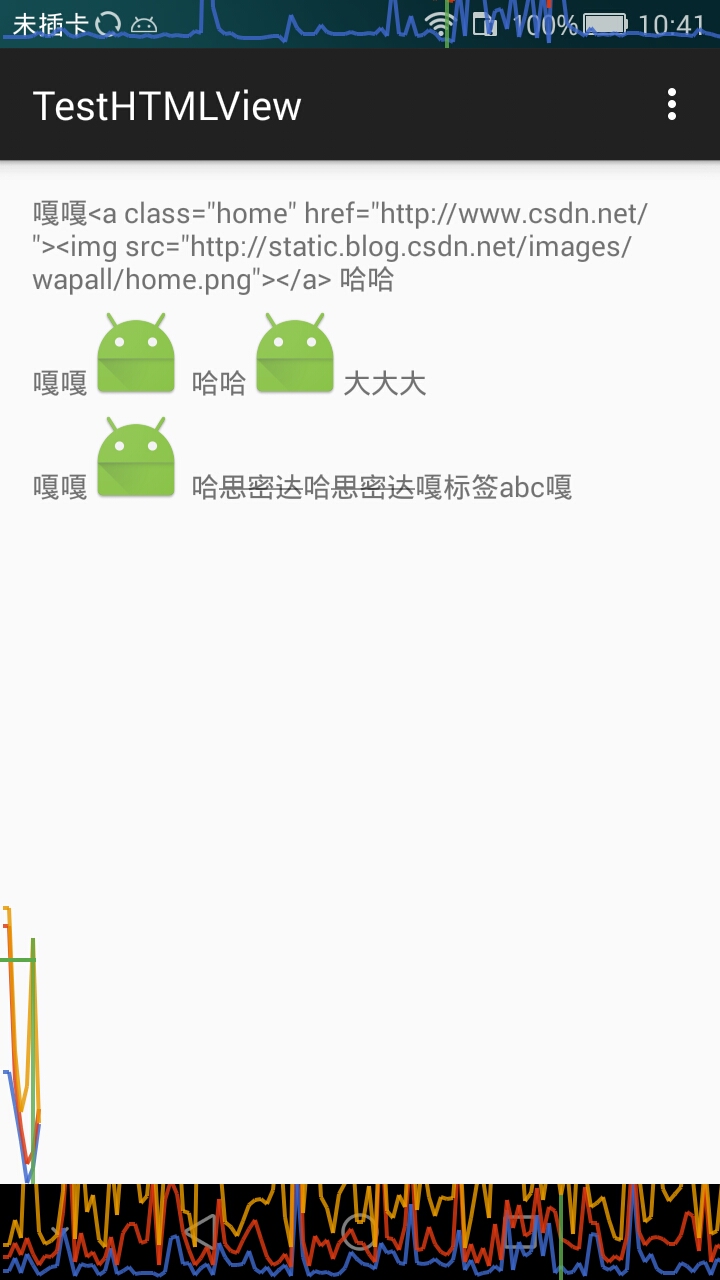 未插卡 100% 10:41
TestHTMLView
嘎嘎<a class="home" href="http://www.csdn.net/
"><img src="http://static.blog.csdn.net/images/
wapall/home.png"></a> 哈哈
嘎嘎 哈哈 大大大
嘎嘎 哈思密达哈思密达嘎标签abc嘎